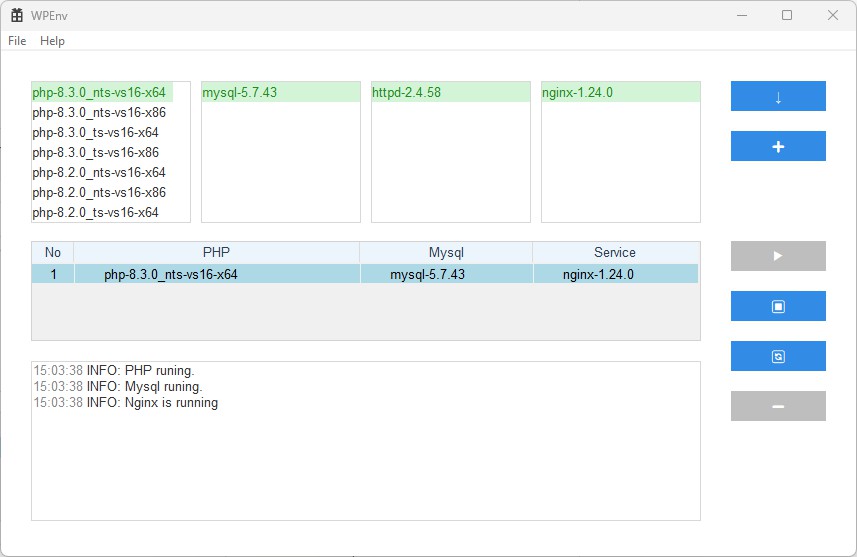 WPEnv
File Help
php-8.3.0_nts-vs16-x64
php-8.3.0_nts-vs16-x86
php-8.3.0_ts-vs16-x64
php-8.3.0_ts-vs16-x86
php-8.2.0_nts-vs16-x64
php-8.2.0_nts-vs16-x86
php-8.2.0_ts-vs16-x64
mysql-5.7.43
httpd-2.4.58
nginx-1.24.0
No PHP Mysql Service
1 php-8.3.0_nts-vs16-x64 mysql-5.7.43 nginx-1.24.0
15:03:38 INFO: PHP runing.
15:03:38 INFO: Mysql runing.
15:03:38 INFO: Nginx is running